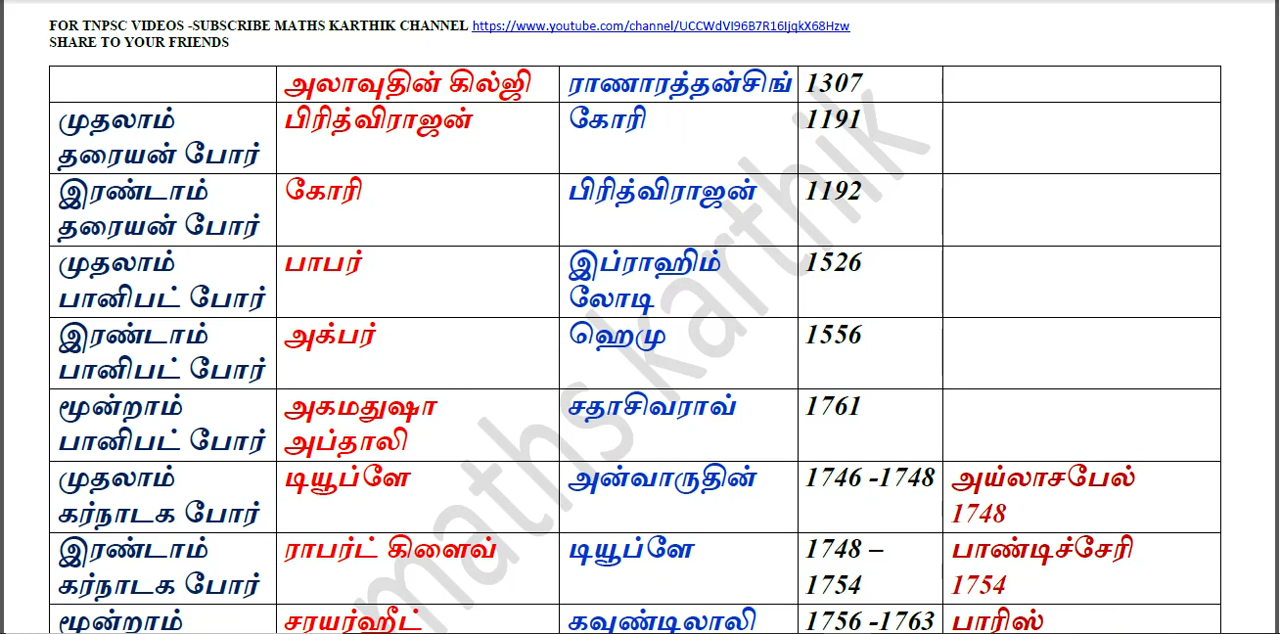 FOR TNPSC VIDEOS -SUBSCRIBE MATHS KARTHIK CHANNEL https://www.youtube.com/channel/UCCWdVI96B7R16IJqkX68Hzw
SHARE TO YOUR FRIENDS
அலாவுதின் கில்ஜி ராணாரத்தன்சிங் 1307
முதலாம் பிரித்விராஜன் கோரி 1191
தரையன் போர்
இரண்டாம் கோரி பிரித்விராஜன் 1192
தரையன் போர்
முதலாம் பாபர் இப்ராஹிம் 1526
பானிபட் போர் லோடி
இரண்டாம் அக்பர் ஹெமு 1556
பானிபட் போர்
மூன்றாம் அகமதுஷா சதாசிவராவ் 1761
பானிபட் போர் அப்தாலி
முதலாம் டியூப்ளே அன்வாருதின் 1746 -1748 அய்லாசபேல்
கர்நாடக போர் 1748
இரண்டாம் ராபர்ட் கிளைவ் டியூப்ளே 1748 – பாண்டிச்சேரி
கர்நாடக போர் 1754 1754
மூன்றாம் சரயர்ஹீட் கவுண்டிலாலி 1756 -1763 பாரிஸ்
maths karthik